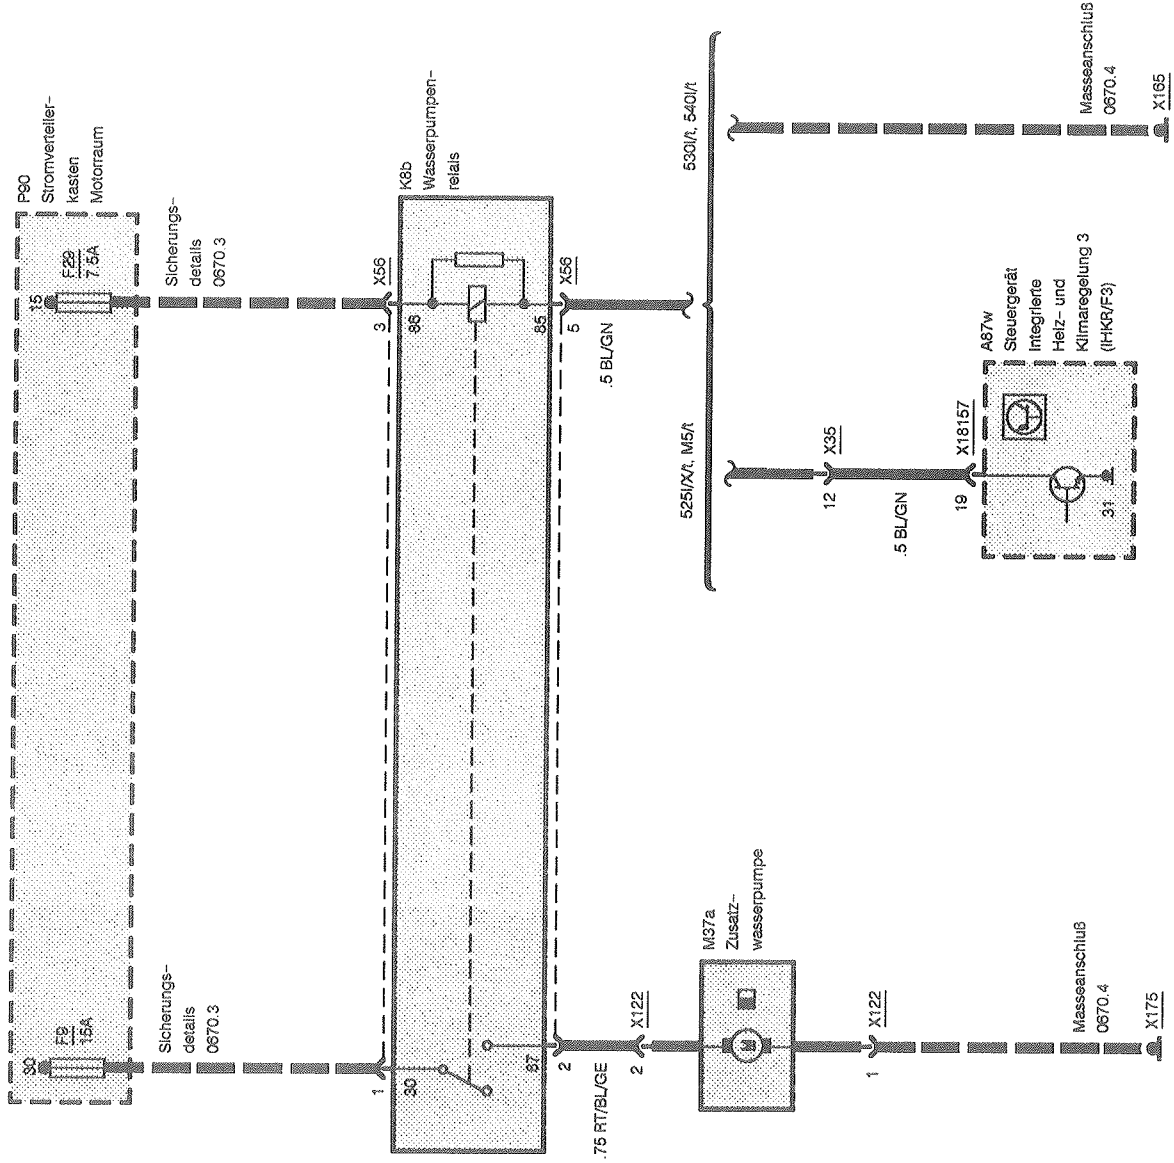 P90
Stromverteiler-
kasten
Motorraum
30
F9
15A
15
F29
7.5A
Sicherungs-
details
0670.3
Sicherungs-
details
0670.3
1
3
X56
K8b
Wasserpumpen-
relais
30
86
87
85
2
5
X56
.75 RT/BL/GE
.5 BL/GN
2
X122
M37a
Zusatz-
wasserpumpe
M
1
X122
Masseanschluß
0670.4
X175
525i/X/t, M5/t
530i/t, 540i/t
12
X35
.5 BL/GN
19
X18157
A87w
Steuergerät
Integrierte
Heiz- und
Klimaregelung 3
(IHKR/F3)
31
Masseanschluß
0670.4
X165